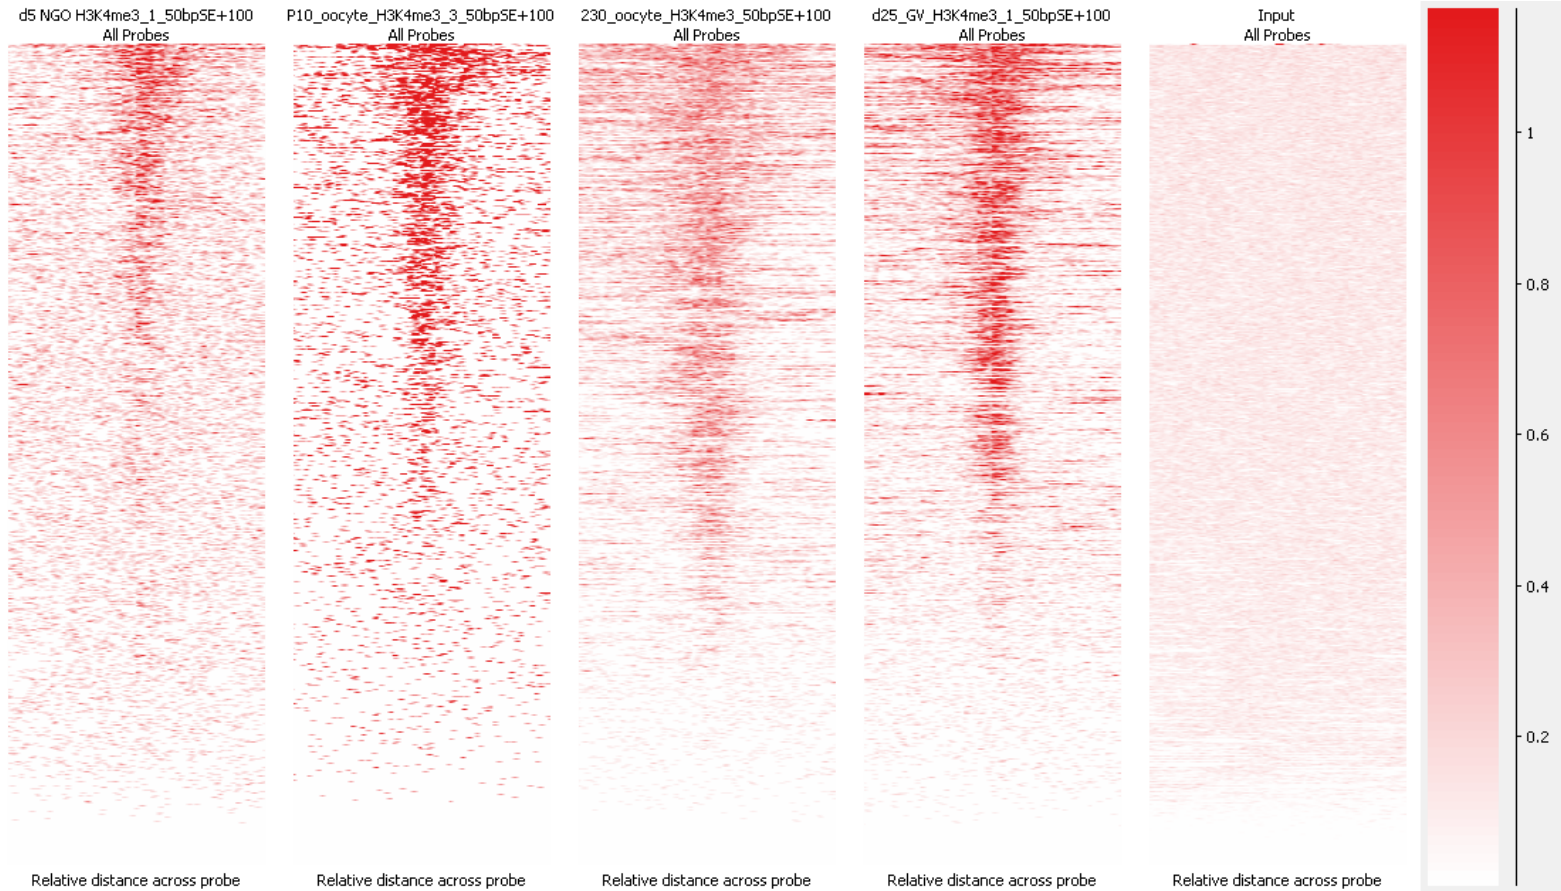 d5 NGO H3K4me3_1_50bpSE+100
All Probes
P10_oocyte_H3K4me3_3_50bpSE+100
All Probes
230_oocyte_H3K4me3_50bpSE+100
All Probes
d25_GV_H3K4me3_1_50bpSE+100
All Probes
Input
All Probes
1
0.8
0.6
0.4
0.2
Relative distance across probe
Relative distance across probe
Relative distance across probe
Relative distance across probe
Relative distance across probe